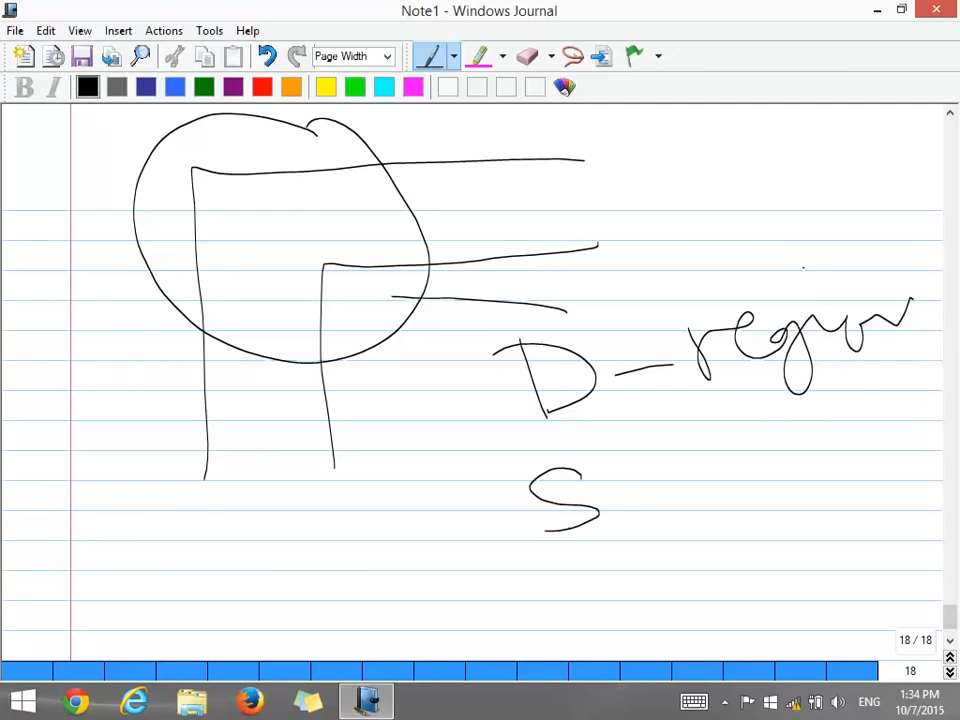 Note1 - Windows Journal
File Edit View Insert Actions Tools Help
Page Width
B I
D - region
S
18 / 18
18
ENG
1:34 PM
10/7/2015